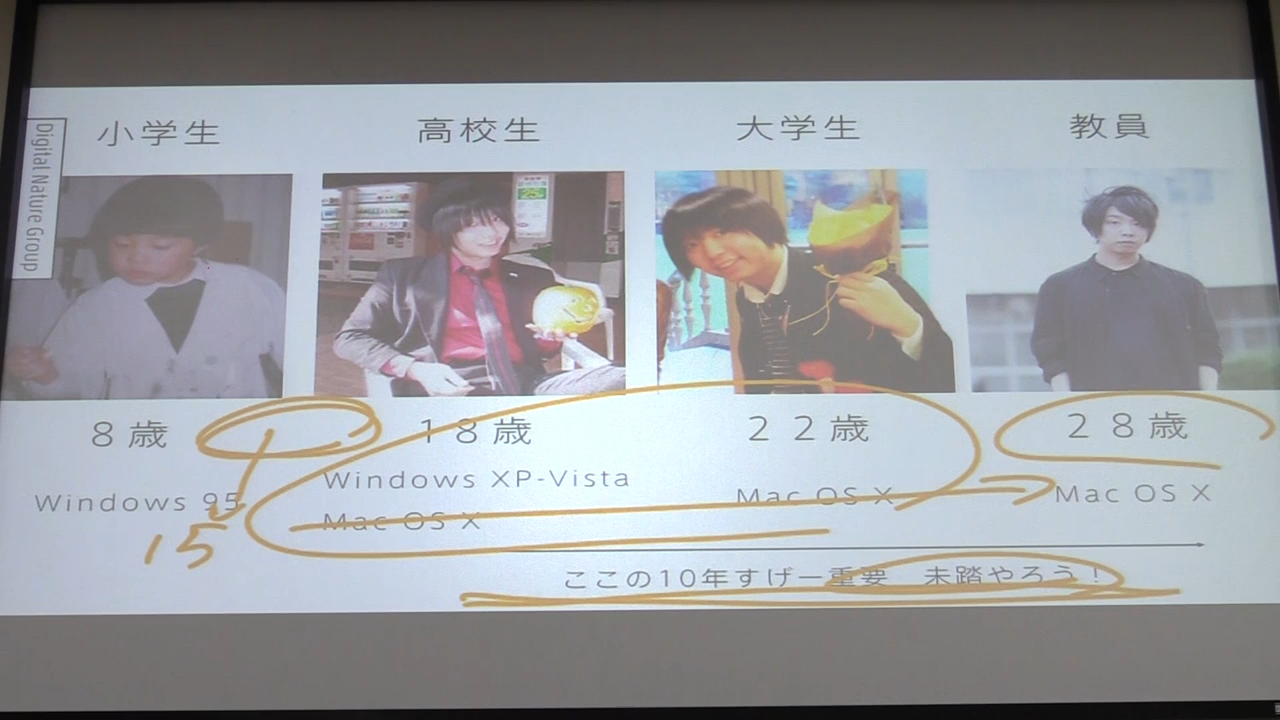 Digital Nature Group
小学生 高校生 大学生 教員
8歳 18歳 22歳 28歳
Windows 95 Windows XP-Vista Mac OS X Mac OS X
Mac OS X
15
ここの10年すげー重要 未踏やろう!